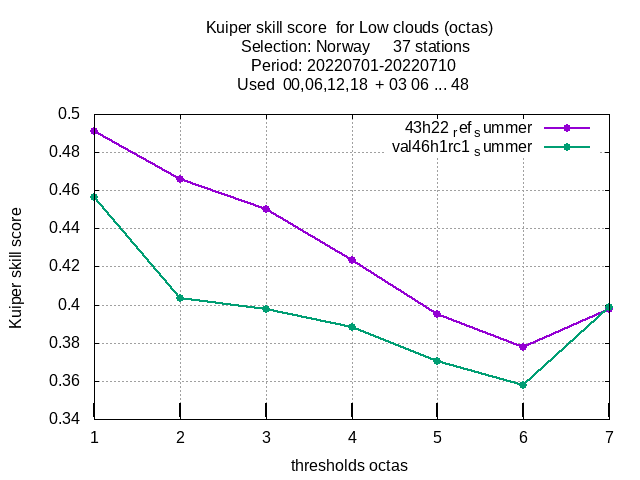 Kuiper skill score  for Low clouds (octas)
Selection: Norway     37 stations
Period: 20220701-20220710
Used  00,06,12,18  + 03 06 ... 48
43h22 ref summer
val46h1rc1 summer
0.5
0.48
0.46
0.44
0.42
0.4
0.38
0.36
0.34
Kuiper skill score
1 2 3 4 5 6 7
thresholds octas